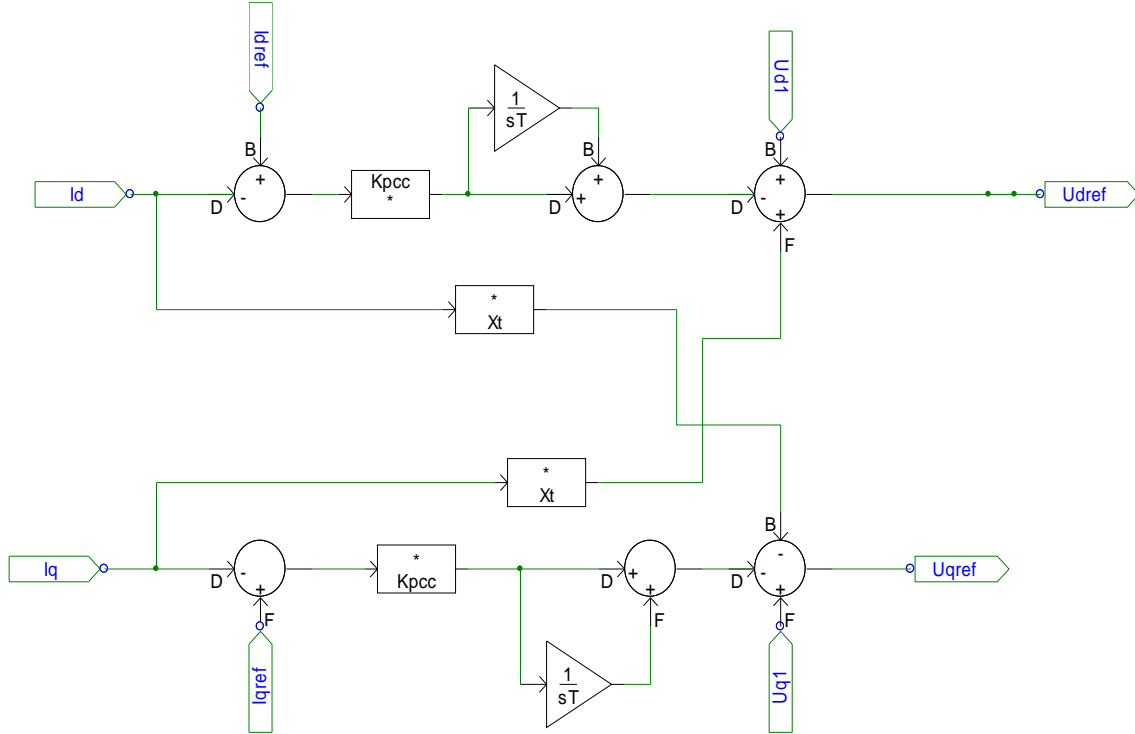 Idref
Ud1
1
sT
B
+
B
+
B
+
Id
D
-
Kpcc
*
D
+
D
-
+
Udref
F
*
Xt
*
Xt
B
-
Iq
D
-
+
*
Kpcc
D
+
+
D
-
+
Uqref
F
F
F
Iqref
1
sT
Uq1